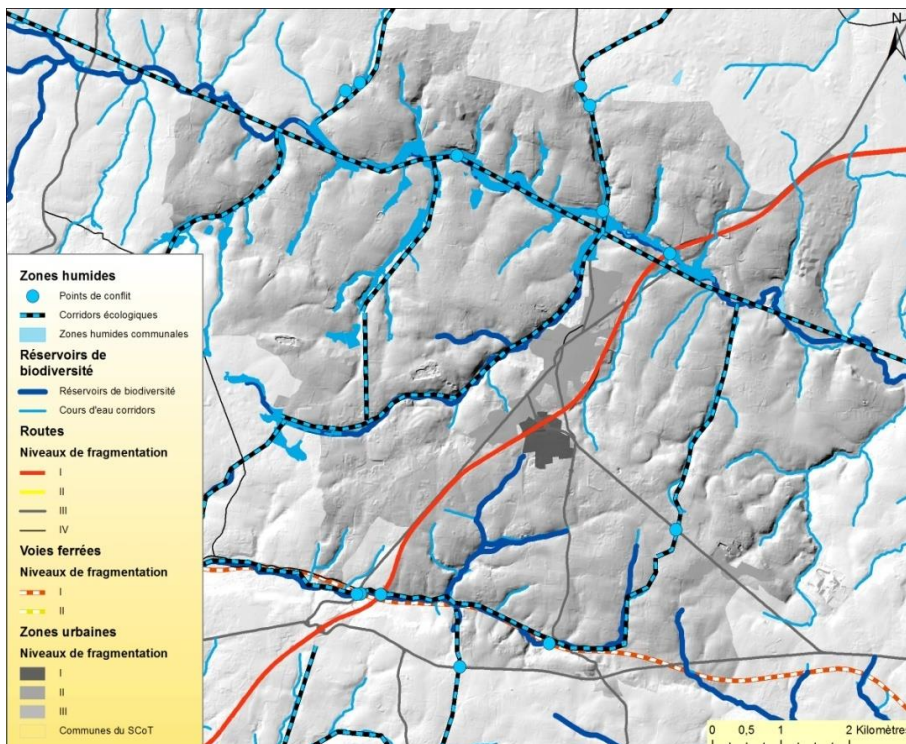 N
Zones humides
Points de conflit
Corridors écologiques
Zones humides communales
Réservoirs de
biodiversité
Réservoirs de biodiversité
Cours d'eau corridors
Routes
Niveaux de fragmentation
I
II
III
IV
Voies ferrées
Niveaux de fragmentation
I
II
Zones urbaines
Niveaux de fragmentation
I
II
III
Communes du SCoT
0 0,5 1 2 Kilomètres